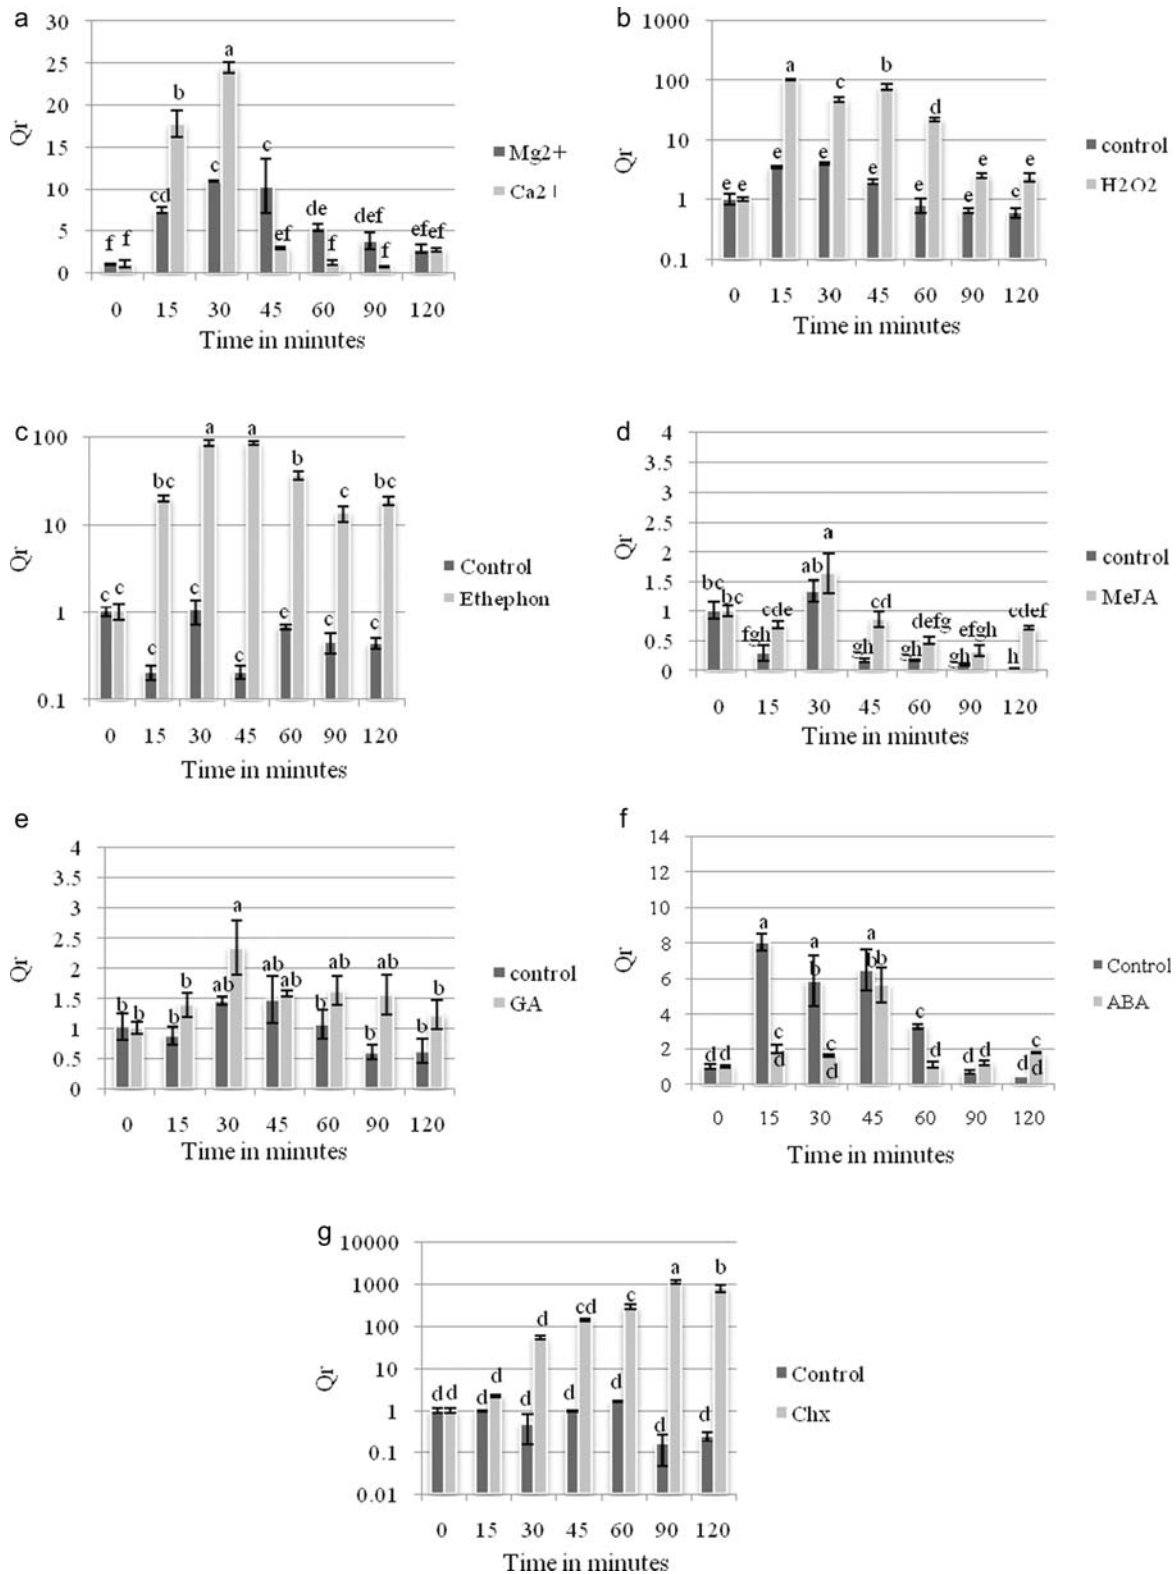 a
30
25
20
15
10
5
0
Qr
f f cd b c a c ef de f def f ef ef
0 15 30 45 60 90 120
Time in minutes
Mg2+
Ca2+
b
1000
100
10
1
0.1
Qr
e e e a e c e b e d e e c e
0 15 30 45 60 90 120
Time in minutes
control
H2O2
c
100
10
1
0.1
Qr
c c c bc c a c a c b c c c bc
0 15 30 45 60 90 120
Time in minutes
Control
Ethephon
d
4
3.5
3
2.5
2
1.5
1
0.5
0
Qr
bc bc fgh cde ab a gh cd gh defg gh efgh h cdef
0 15 30 45 60 90 120
Time in minutes
control
MeJA
e
4
3.5
3
2.5
2
1.5
1
0.5
0
Qr
b b b b ab a ab ab b ab b ab b b
0 15 30 45 60 90 120
Time in minutes
control
GA
f
14
12
10
8
6
4
2
0
Qr
d d a c d a b c d a b b c d d d d c d
0 15 30 45 60 90 120
Time in minutes
Control
ABA
g
10000
1000
100
10
1
0.1
0.01
Qr
d d d d d d d cd d c d a d b
0 15 30 45 60 90 120
Time in minutes
Control
Chx